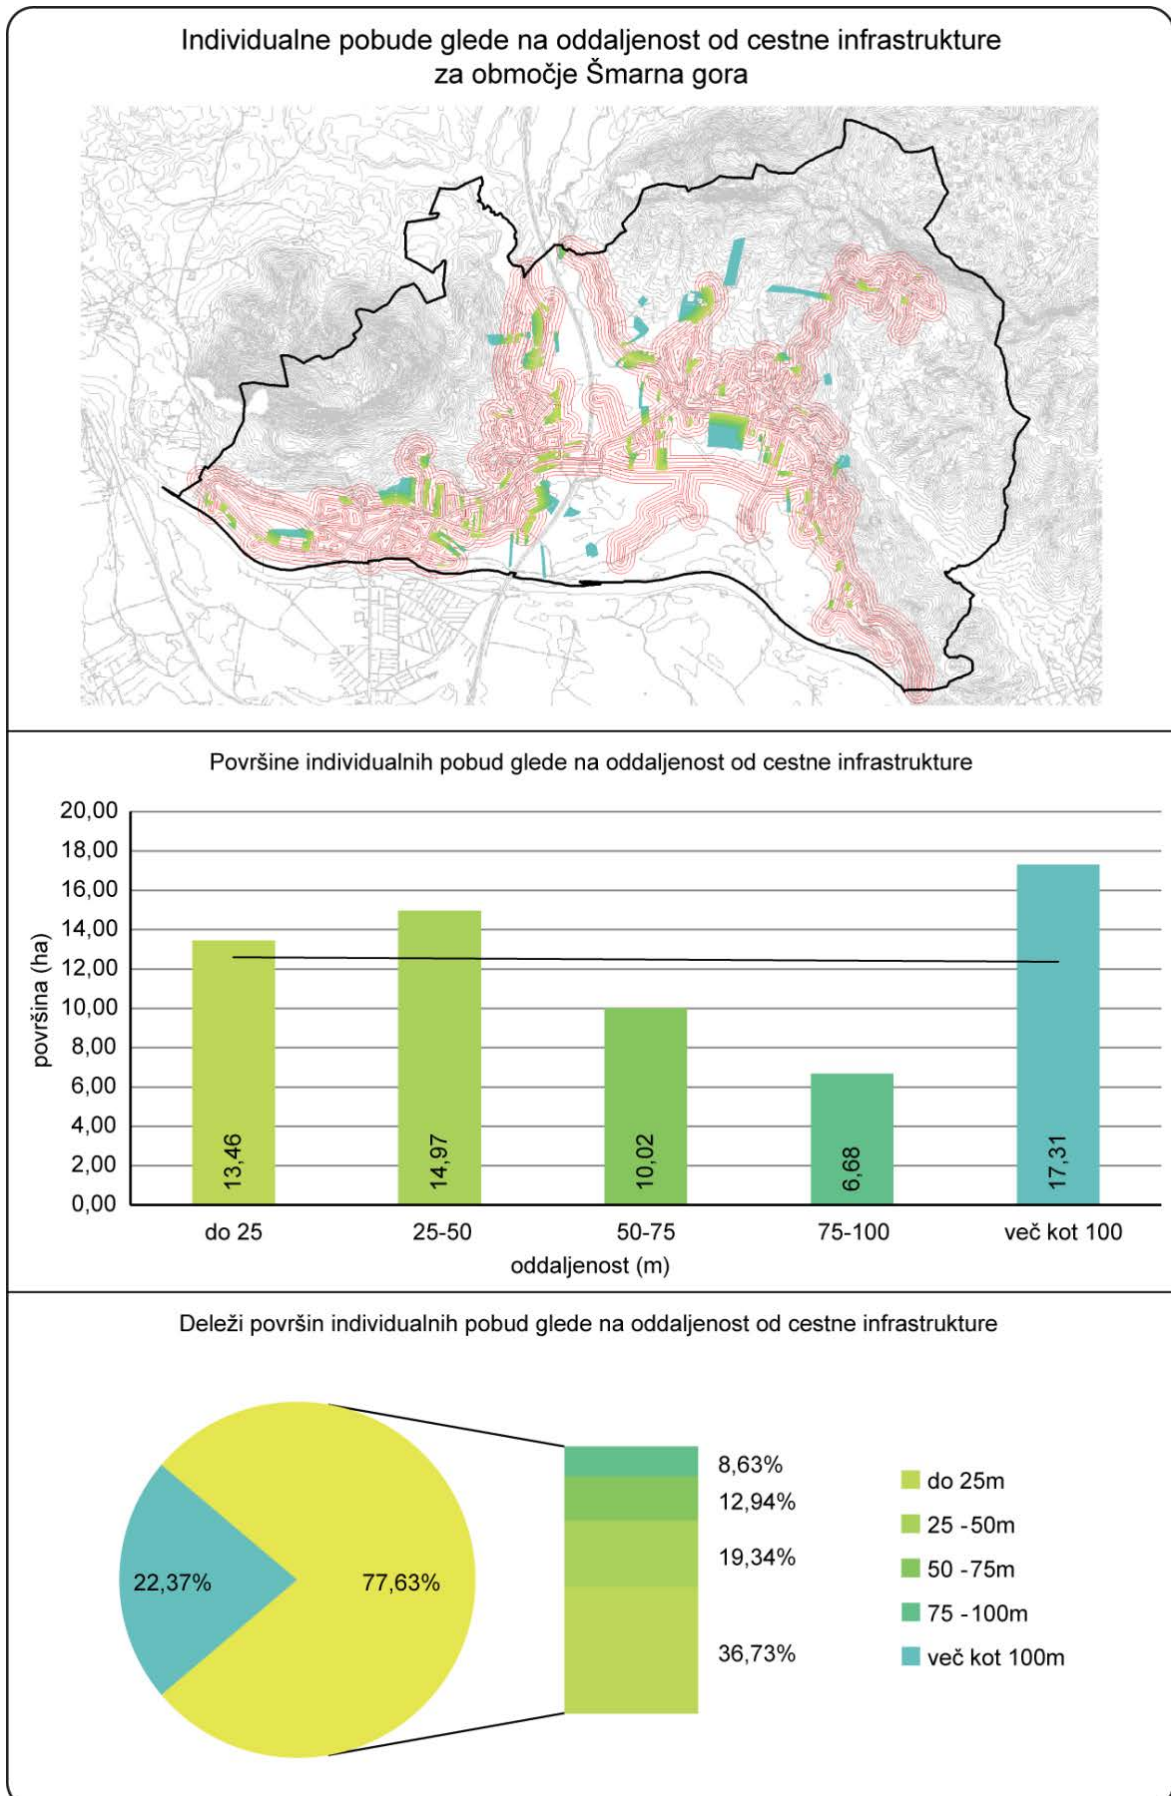 Individualne pobude glede na oddaljenost od cestne infrastrukture
za območje Šmarna gora
Površine individualnih pobud glede na oddaljenost od cestne infrastrukture
površina (ha)
20,00
18,00
16,00
14,00
12,00
10,00
8,00
6,00
4,00
2,00
0,00
13,46
14,97
10,02
6,68
17,31
do 25
25-50
50-75
75-100
več kot 100
oddaljenost (m)
Deleži površin individualnih pobud glede na oddaljenost od cestne infrastrukture
22,37%
77,63%
8,63%
12,94%
19,34%
36,73%
do 25m
25 -50m
50 -75m
75 -100m
več kot 100m